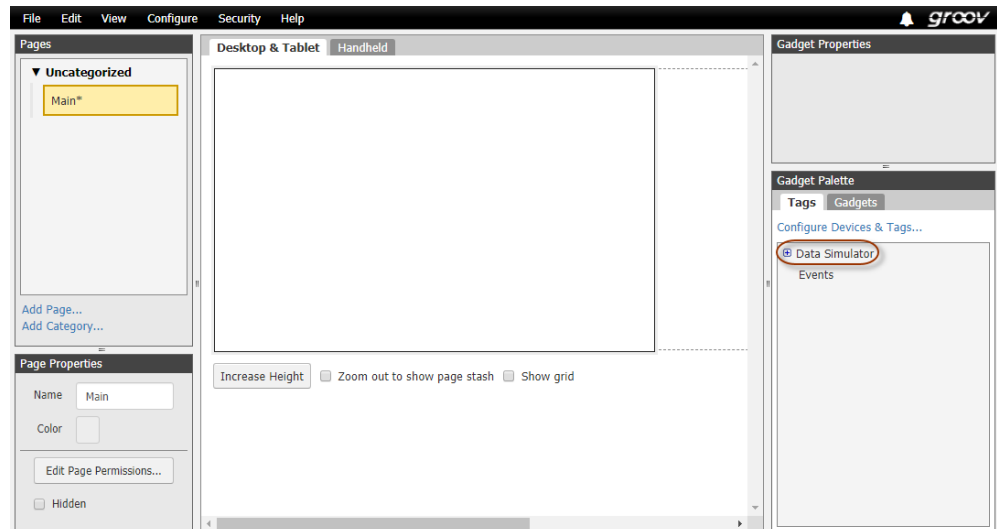 File Edit View Configure Security Help groov
Pages
▼ Uncategorized
Main*
Add Page...
Add Category...
Page Properties
Name Main
Color
Edit Page Permissions...
Hidden
Desktop & Tablet Handheld
Increase Height Zoom out to show page stash Show grid
Gadget Properties
Gadget Palette
Tags Gadgets
Configure Devices & Tags...
Data Simulator
Events